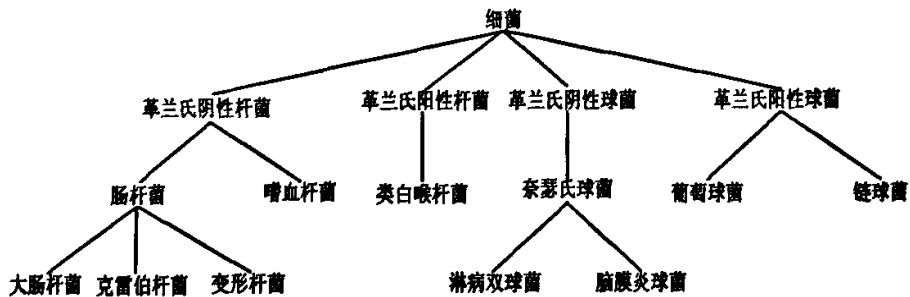 细菌
革兰氏阴性杆菌 革兰氏阳性杆菌 革兰氏阴性球菌 革兰氏阳性球菌
肠杆菌 嗜血杆菌 类白喉杆菌 奈瑟氏球菌 葡萄球菌 链球菌
大肠杆菌 克雷伯杆菌 变形杆菌 淋病双球菌 脑膜炎球菌